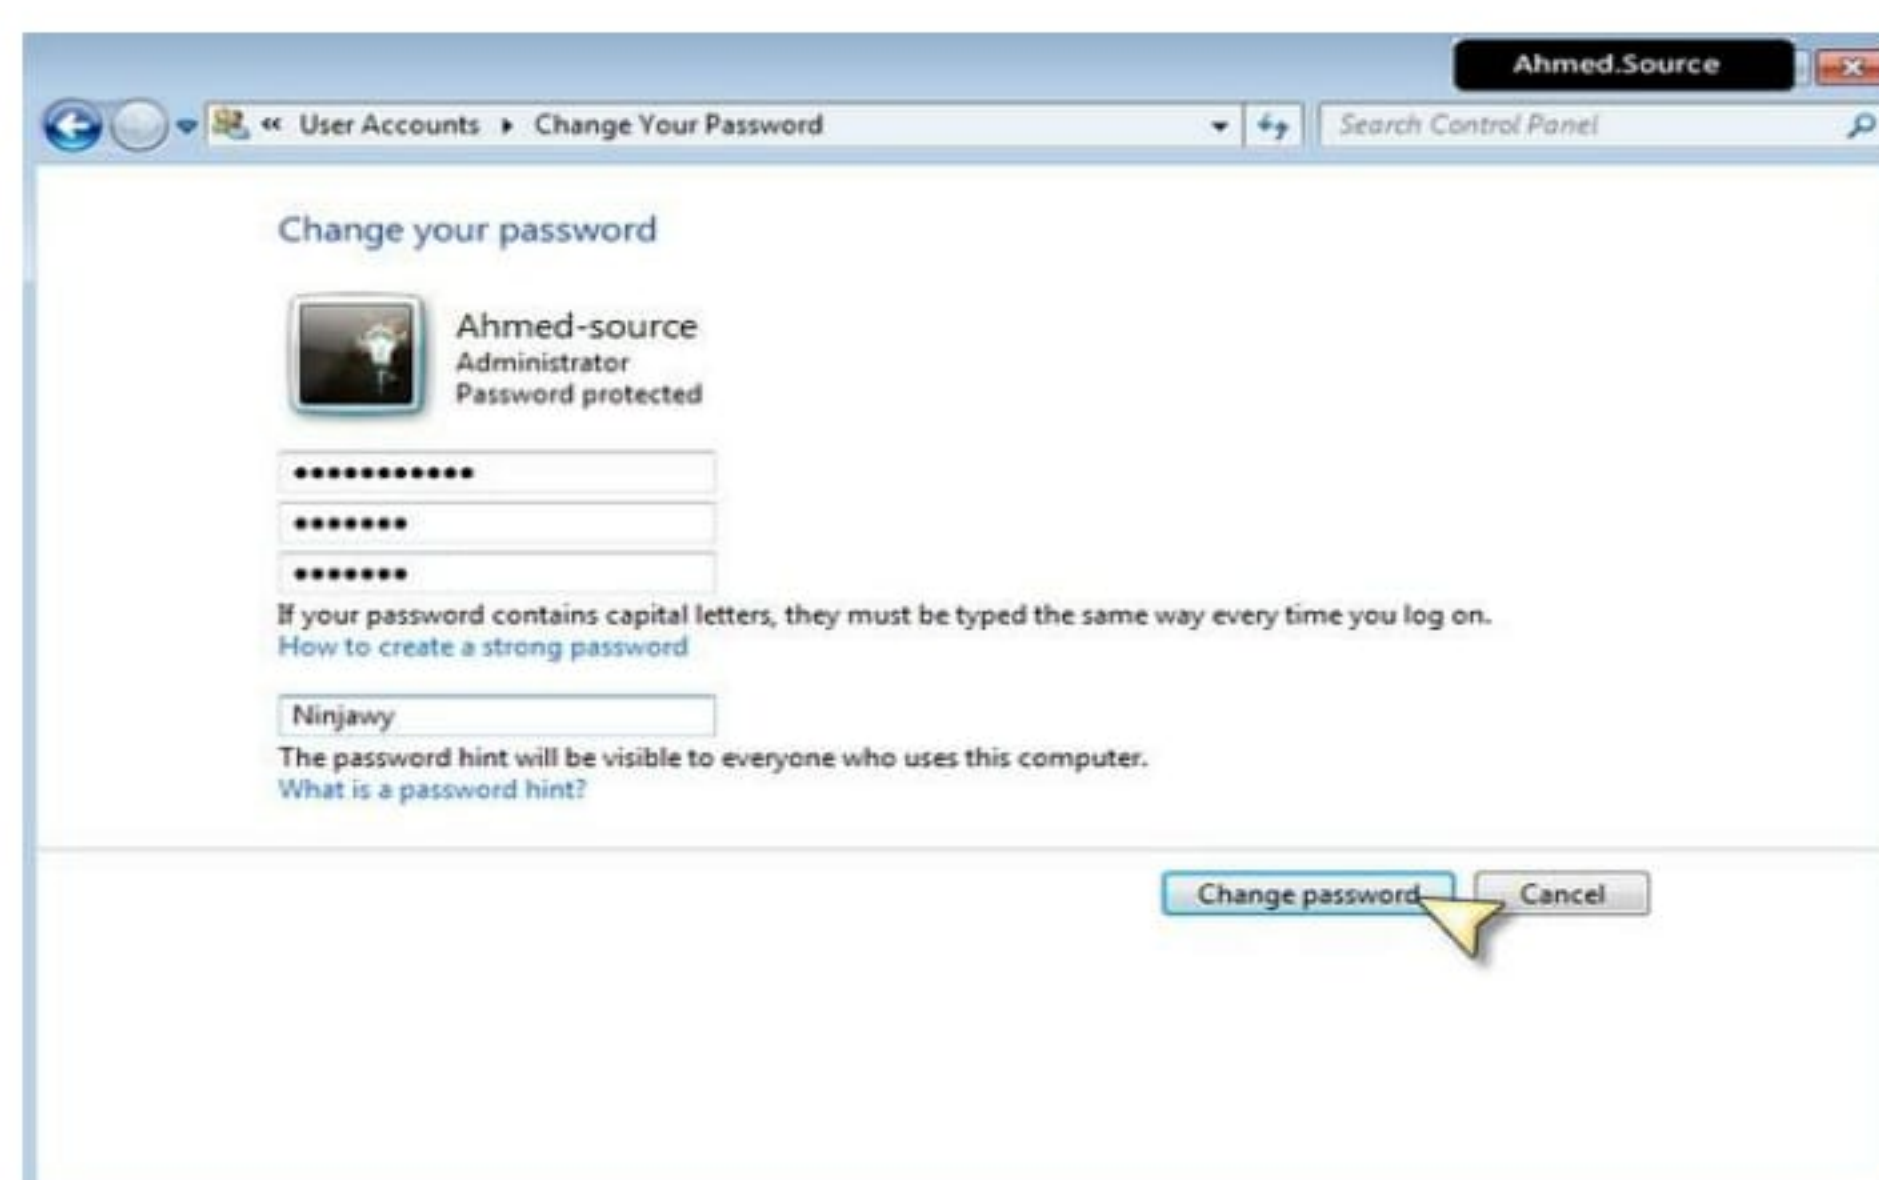 Ahmed.Source
« User Accounts ▸ Change Your Password
Search Control Panel
Change your password
Ahmed-source
Administrator
Password protected
●●●●●●●●●●●
●●●●●●●
●●●●●●●
If your password contains capital letters, they must be typed the same way every time you log on.
How to create a strong password
Ninjawy
The password hint will be visible to everyone who uses this computer.
What is a password hint?
Change password
Cancel